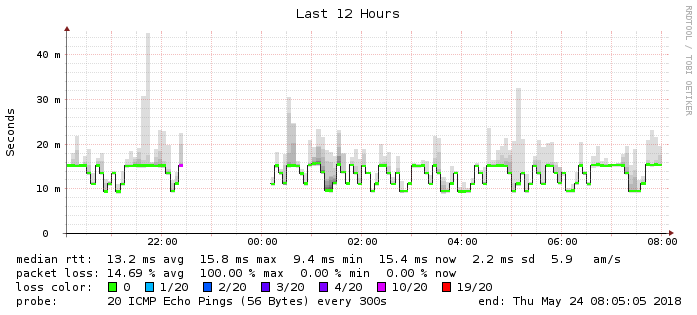 Last 12 Hours
RRDTOOL / TOBI OETIKER
Seconds
40 m
30 m
20 m
10 m
0
22:00 00:00 02:00 04:00 06:00 08:00
median rtt: 13.2 ms avg 15.8 ms max 9.4 ms min 15.4 ms now 2.2 ms sd 5.9 am/s
packet loss: 14.69 % avg 100.00 % max 0.00 % min 0.00 % now
loss color: 0 1/20 2/20 3/20 4/20 10/20 19/20
probe: 20 ICMP Echo Pings (56 Bytes) every 300s end: Thu May 24 08:05:05 2018